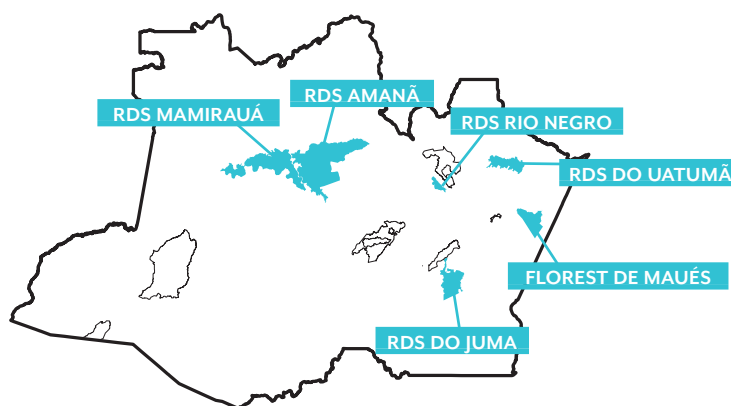 RDS AMANÃ
RDS MAMIRAUÁ
RDS RIO NEGRO
RDS DO UATUMÃ
FLOREST DE MAUÉS
RDS DO JUMA